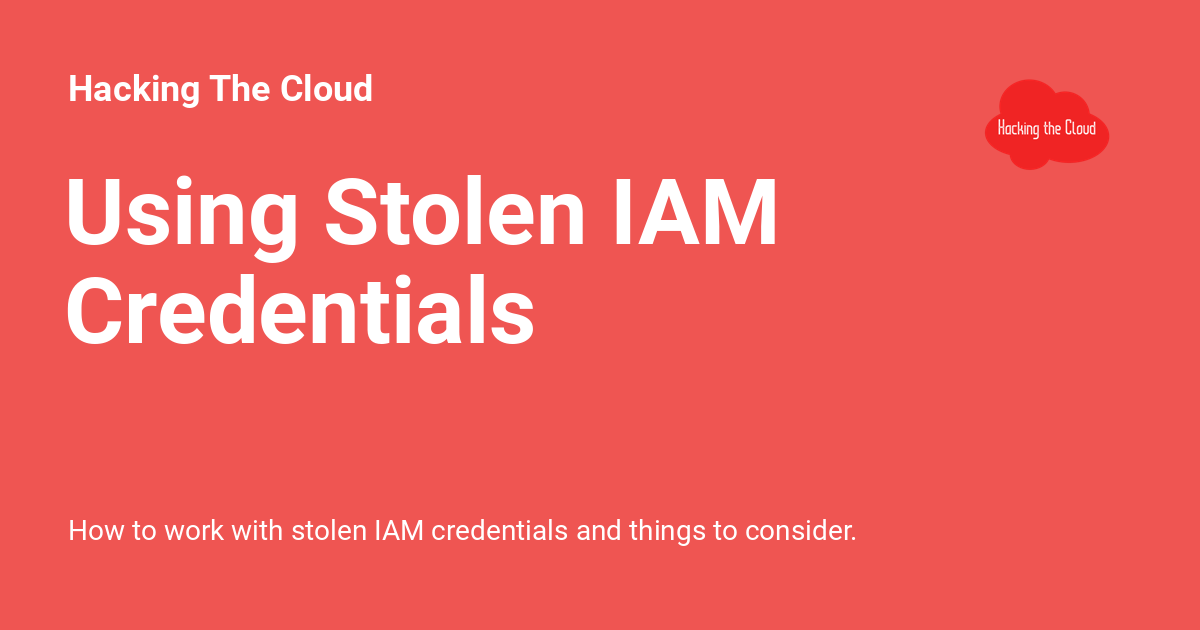 Hacking The Cloud
Hacking the Cloud
Using Stolen IAM
Credentials
How to work with stolen IAM credentials and things to consider.